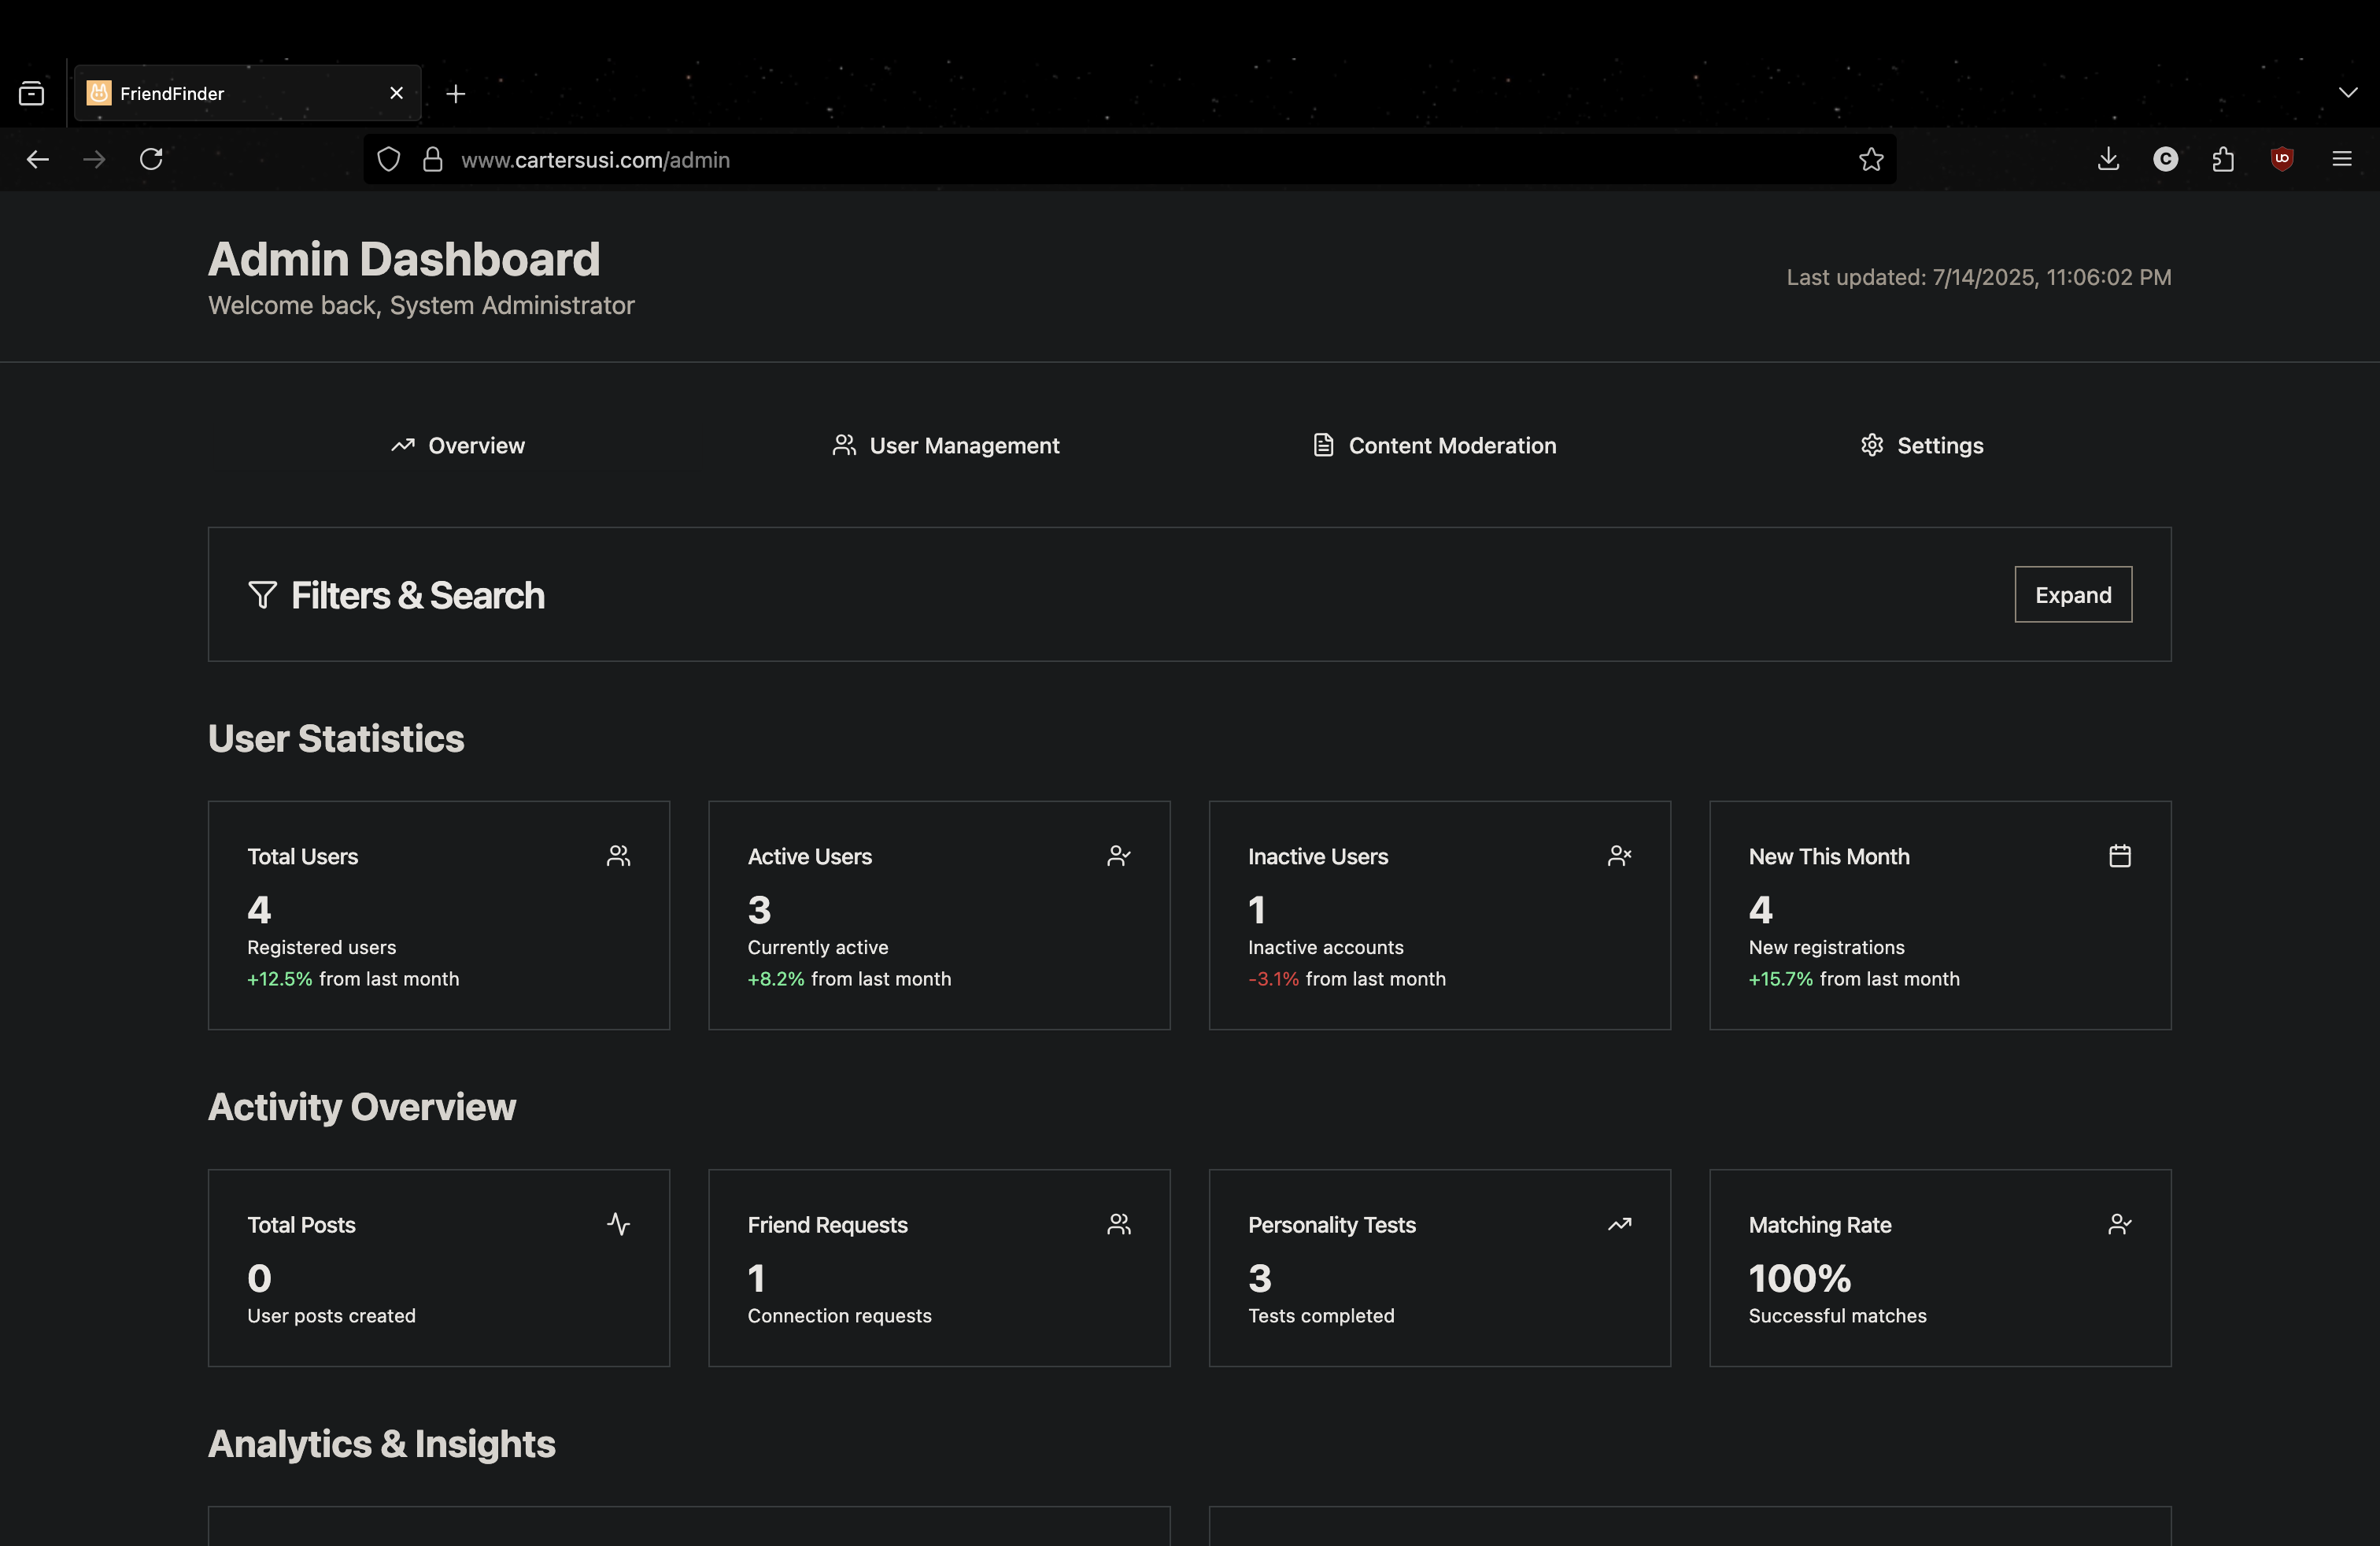 FriendFinder
www.cartersusi.com/admin
Admin Dashboard
Welcome back, System Administrator
Last updated: 7/14/2025, 11:06:02 PM
Overview
User Management
Content Moderation
Settings
Filters & Search
Expand
User Statistics
Total Users
4
Registered users
+12.5% from last month
Active Users
3
Currently active
+8.2% from last month
Inactive Users
1
Inactive accounts
-3.1% from last month
New This Month
4
New registrations
+15.7% from last month
Activity Overview
Total Posts
0
User posts created
Friend Requests
1
Connection requests
Personality Tests
3
Tests completed
Matching Rate
100%
Successful matches
Analytics & Insights